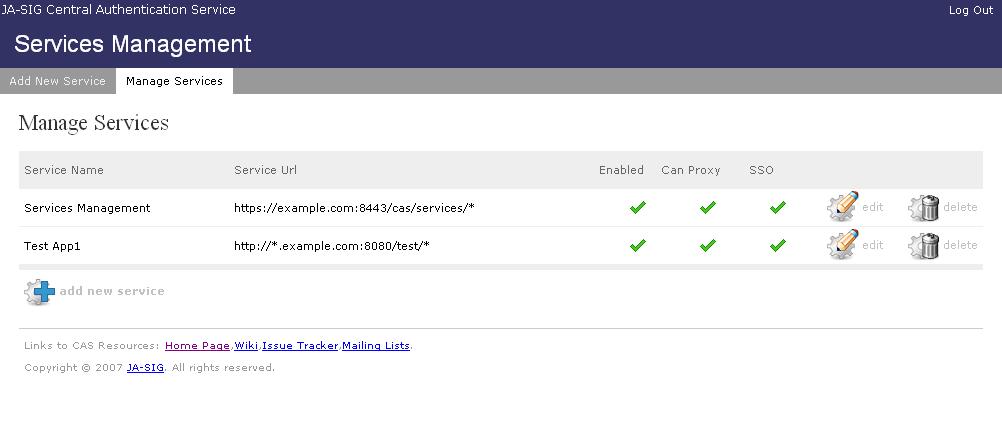 JA-SIG Central Authentication Service Log Out
Services Management
Add New Service Manage Services
Manage Services
Service Name Service Url Enabled Can Proxy SSO
Services Management https://example.com:8443/cas/services/* edit delete
Test App1 http://*.example.com:8080/test/* edit delete
add new service
Links to CAS Resources: Home Page,Wiki,Issue Tracker,Mailing Lists.
Copyright © 2007 JA-SIG. All rights reserved.